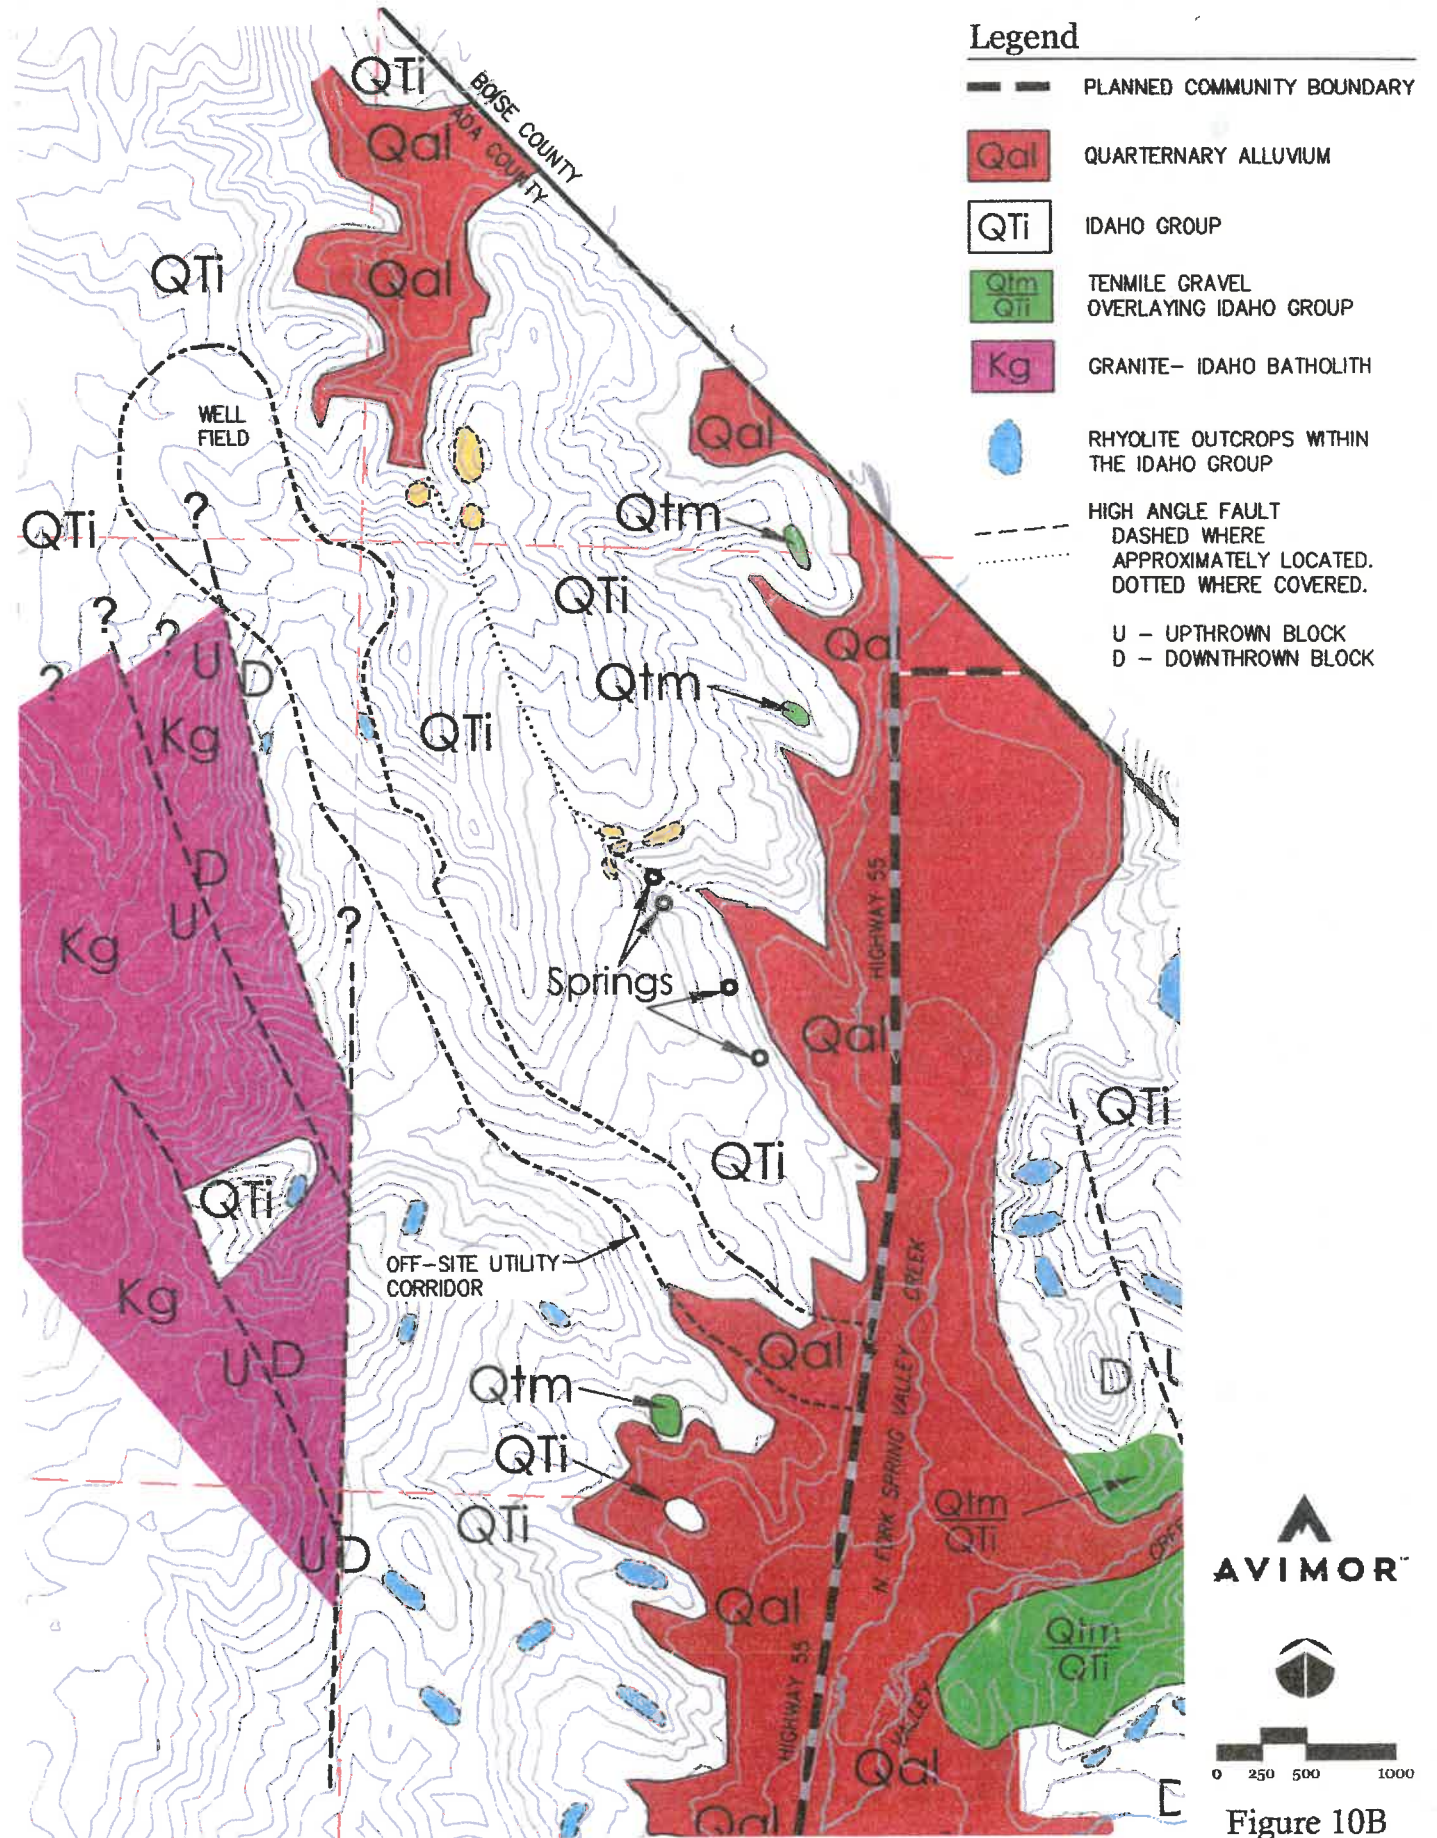 Legend
PLANNED COMMUNITY BOUNDARY
Qal
QUARTERNARY ALLUVIUM
QTi
IDAHO GROUP
Qtm
QTi
TENMILE GRAVEL
OVERLAYING IDAHO GROUP
Kg
GRANITE- IDAHO BATHOLITH
RHYOLITE OUTCROPS WITHIN
THE IDAHO GROUP
HIGH ANGLE FAULT
DASHED WHERE
APPROXIMATELY LOCATED.
DOTTED WHERE COVERED.
U - UPTHROWN BLOCK
D - DOWNTHROWN BLOCK
QTi
BOISE COUNTY
ADA COUNTY
Qal
QTi
Qal
WELL
FIELD
Qal
?
Qtm
QTi
QTi
?
?
?
U
D
Qal
Qtm
Kg
QTi
D
U
?
HIGHWAY 55
Kg
Springs
Qal
QTi
QTi
QTi
OFF-SITE UTILITY
CORRIDOR
Kg
Qal
U D
D
Qtm
QTi
N. FORK SPRING VALLEY CREEK
Qtm
QTi
QTi
U D
Qal
Qtm
QTi
HIGHWAY 55
VALLEY
Qal
Qal
D
AVIMOR
0 250 500 1000
Figure 10B